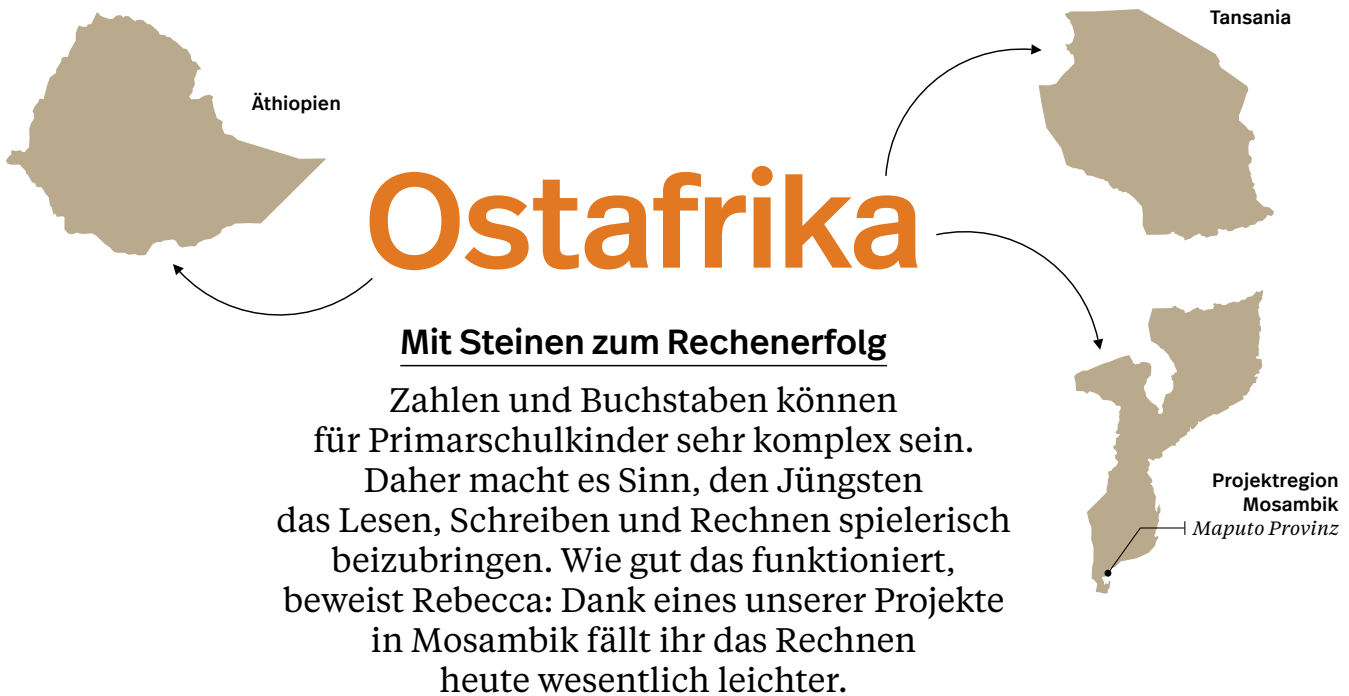 Tansania
Äthiopien
Ostafrika
Mit Steinen zum Rechenerfolg
Zahlen und Buchstaben können
für Primarschulkinder sehr komplex sein.
Daher macht es Sinn, den Jüngsten
das Lesen, Schreiben und Rechnen spielerisch
beizubringen. Wie gut das funktioniert,
beweist Rebecca: Dank eines unserer Projekte
in Mosambik fällt ihr das Rechnen
heute wesentlich leichter.
Projektregion
Mosambik
Maputo Provinz